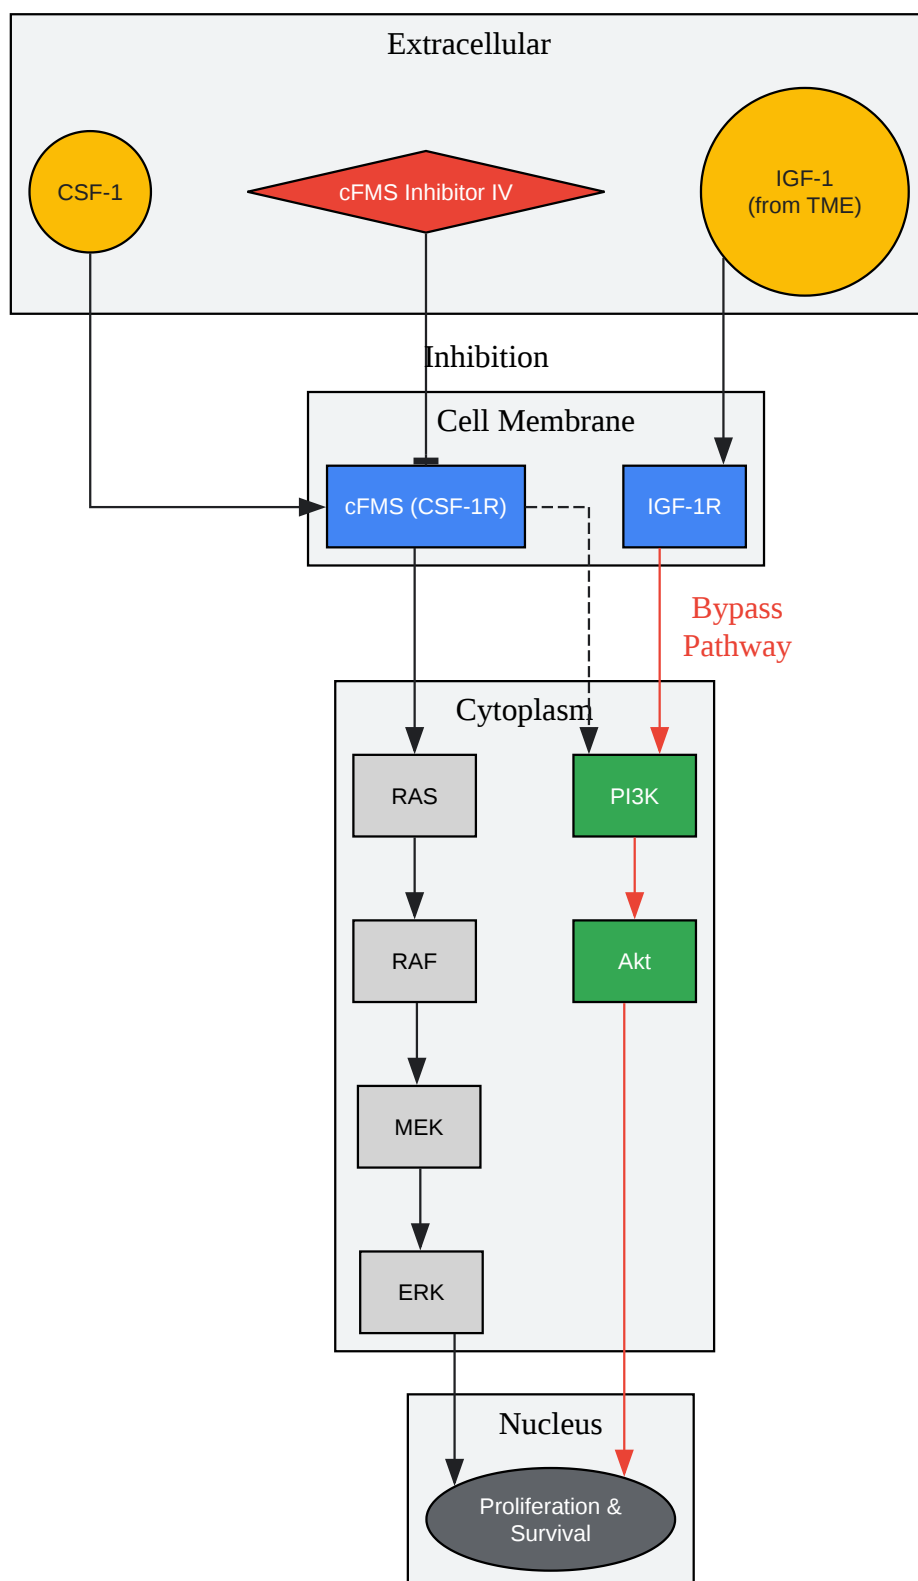 Extracellular
CSF-1
cFMS Inhibitor IV
IGF-1
(from TME)
Inhibition
Cell Membrane
cFMS (CSF-1R)
IGF-1R
Bypass
Pathway
Cytoplasm
RAS
PI3K
RAF
Akt
MEK
ERK
Nucleus
Proliferation &
Survival